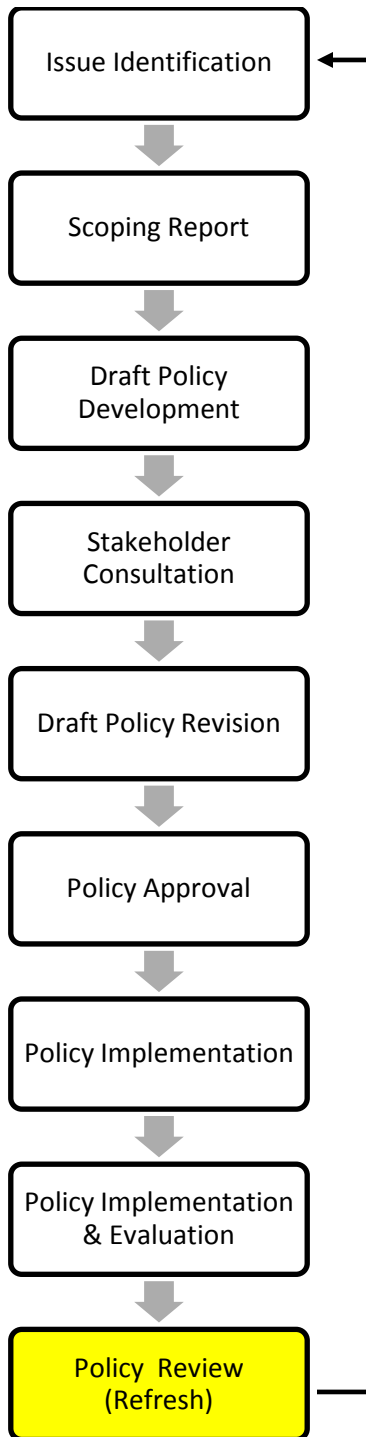 Issue Identification
Scoping Report
Draft Policy
Development
Stakeholder
Consultation
Draft Policy Revision
Policy Approval
Policy Implementation
Policy Implementation
& Evaluation
Policy  Review
(Refresh)